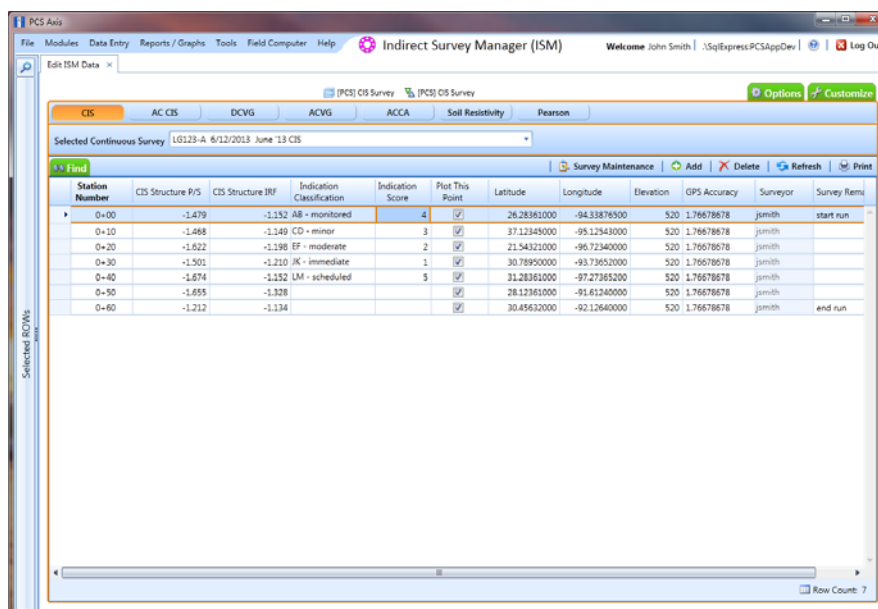 PCS Axis
File Modules Data Entry Reports / Graphs Tools Field Computer Help Indirect Survey Manager (ISM) Welcome John Smith .\SqlExpress:PCSAppDev Log Ou
Edit ISM Data ×
[PCS] CIS Survey [PCS] CIS Survey Options Customize
CIS AC CIS DCVG ACVG ACCA Soil Resistivity Pearson
Selected Continuous Survey LG123-A 6/12/2013 June '13 CIS
Find Survey Maintenance Add Delete Refresh Print
Station Number CIS Structure P/S CIS Structure IRF Indication Classification Indication Score Plot This Point Latitude Longitude Elevation GPS Accuracy Surveyor Survey Rema
0+00 -1.479 -1.152 AB - monitored 4 26.28361000 -94.33876500 520 1.76678678 jsmith start run
0+10 -1.468 -1.149 CD - minor 3 37.12345000 -95.12543000 520 1.76678678 jsmith
0+20 -1.622 -1.198 EF - moderate 2 21.54321000 -96.72340000 520 1.76678678 jsmith
0+30 -1.501 -1.210 JK - immediate 1 30.78950000 -93.73652000 520 1.76678678 jsmith
0+40 -1.674 -1.152 LM - scheduled 5 31.28361000 -97.27365200 520 1.76678678 jsmith
0+50 -1.655 -1.328 28.12361000 -91.61240000 520 1.76678678 jsmith
0+60 -1.212 -1.134 30.45632000 -92.12640000 520 1.76678678 jsmith end run
Selected ROWs
Row Count: 7